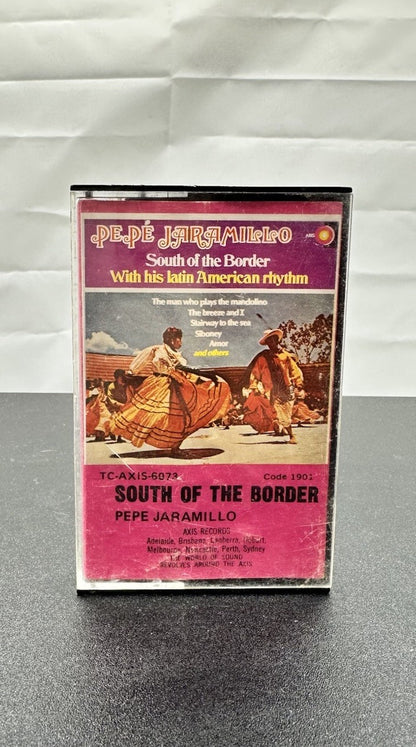 PEPÉ JARAMILLO
AXIS
South of the Border
With his latin American rhythm
The man who plays the mandolino
The breeze and I
Stairway to the sea
Siboney
Amor
and others
TC-AXIS-6073 Code 1901
SOUTH OF THE BORDER
PEPE JARAMILLO
AXIS RECORDS
Adelaide, Brisbane, Canberra, Hobart,
Melbourne, Newcastle, Perth, Sydney
THE WORLD OF SOUND
REVOLVES AROUND THE AXIS